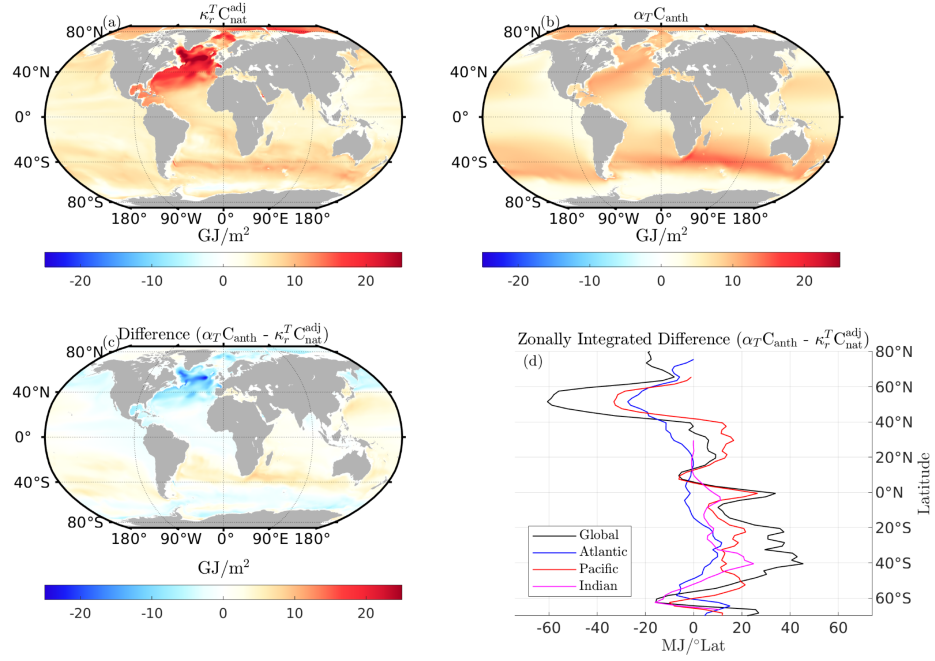 (a) κ_r^T C_nat^adj
80°N
40°N
0°
40°S
80°S
180° 90°W 0° 90°E 180°
GJ/m²
-20 -10 0 10 20
(b) α_T C_anth
80°N
40°N
0°
40°S
80°S
180° 90°W 0° 90°E 180°
GJ/m²
-20 -10 0 10 20
(c) Difference (α_T C_anth - κ_r^T C_nat^adj)
80°N
40°N
0°
40°S
80°S
180° 90°W 0° 90°E 180°
GJ/m²
-20 -10 0 10 20
Zonally Integrated Difference (α_T C_anth - κ_r^T C_nat^adj)
(d)
80°N
60°N
40°N
20°N
0°N
20°S
40°S
60°S
Latitude
Global
Atlantic
Pacific
Indian
-60 -40 -20 0 20 40 60
MJ/°Lat